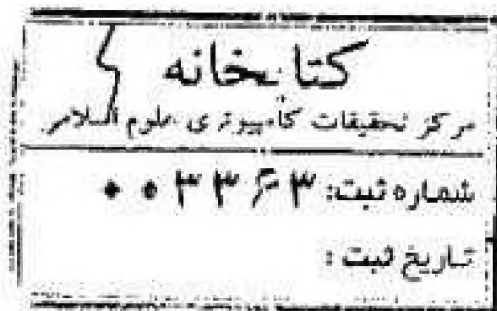 کتابخانه
مرکز تحقیقات کامپیوتری علوم اسلامی
شماره ثبت: ۰۰۳۳۶۳
تاریخ ثبت :